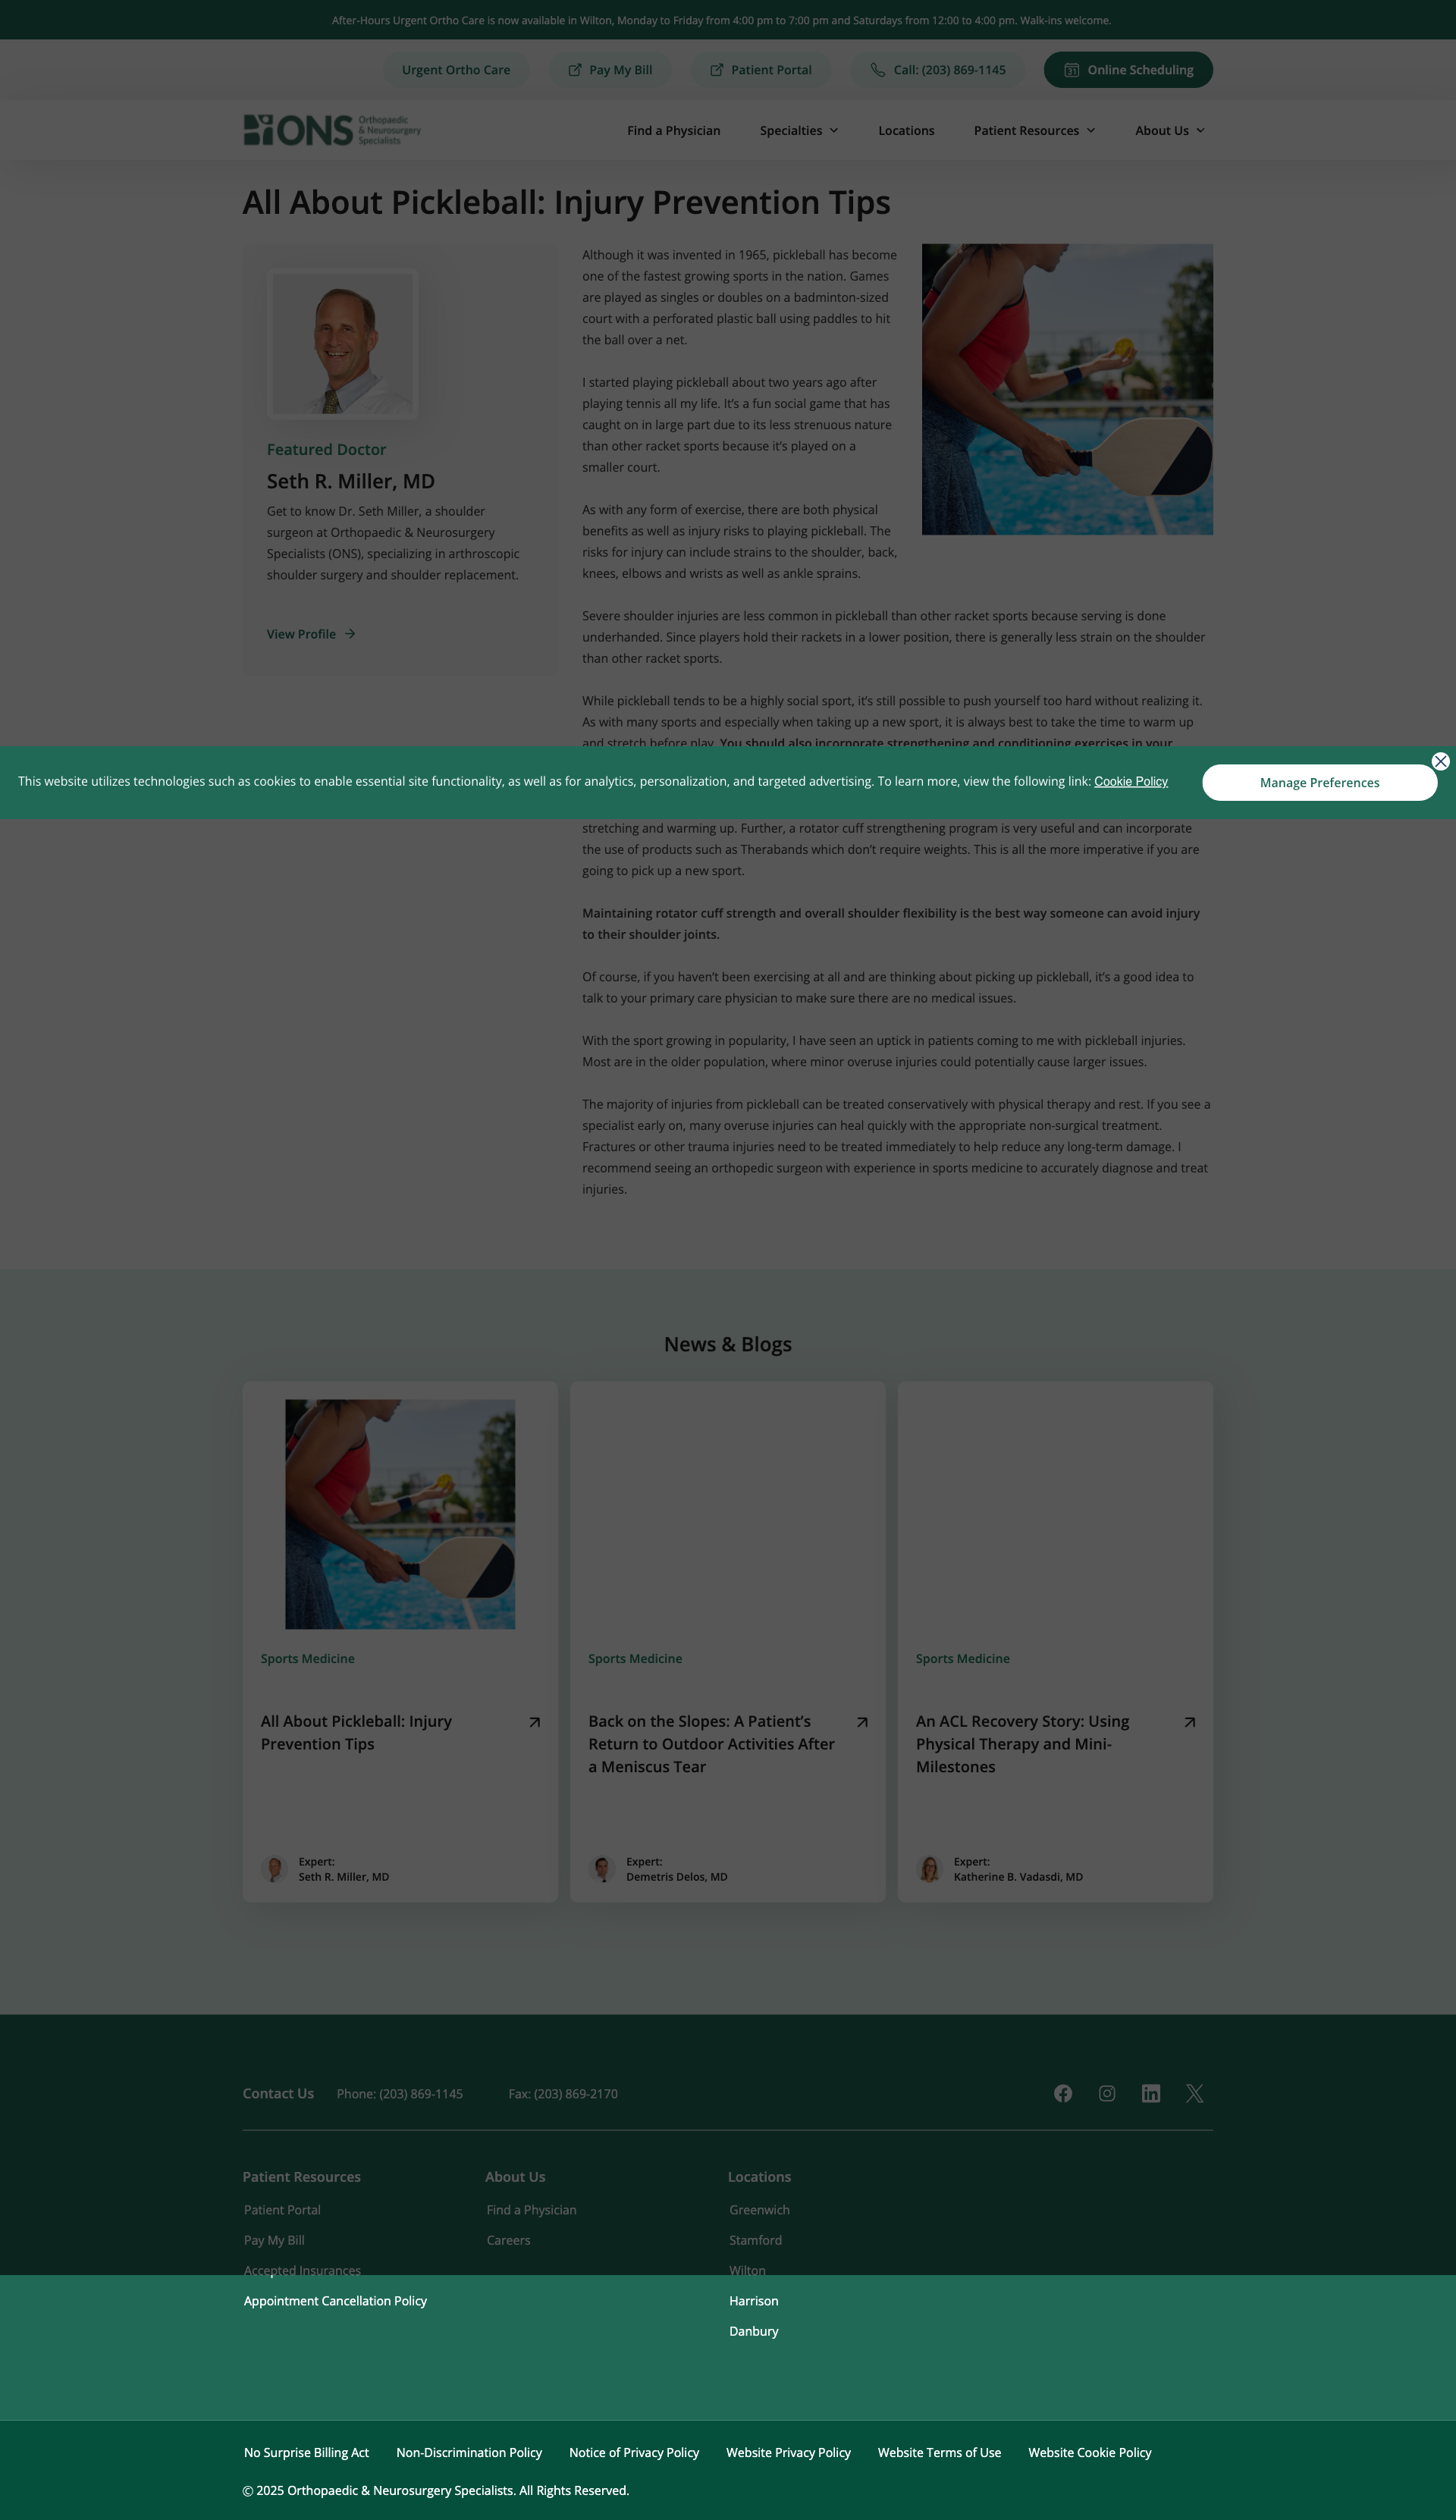 After-Hours Urgent Ortho Care is now available in Wilton, Monday to Friday from 4:00 pm to 7:00 pm and Saturdays from 12:00 to 4:00 pm. Walk-ins welcome.
Urgent Ortho Care
Pay My Bill
Patient Portal
Call: (203) 869-1145
Online Scheduling
ONS Orthopaedic
& Neurosurgery
Specialists
Find a Physician
Specialties
Locations
Patient Resources
About Us
All About Pickleball: Injury Prevention Tips
Featured Doctor
Seth R. Miller, MD
Get to know Dr. Seth Miller, a shoulder
surgeon at Orthopaedic & Neurosurgery
Specialists (ONS), specializing in arthroscopic
shoulder surgery and shoulder replacement.
View Profile
Although it was invented in 1965, pickleball has become
one of the fastest growing sports in the nation. Games
are played as singles or doubles on a badminton-sized
court with a perforated plastic ball using paddles to hit
the ball over a net.
I started playing pickleball about two years ago after
playing tennis all my life. It’s a fun social game that has
caught on in large part due to its less strenuous nature
than other racket sports because it’s played on a
smaller court.
As with any form of exercise, there are both physical
benefits as well as injury risks to playing pickleball. The
risks for injury can include strains to the shoulder, back,
knees, elbows and wrists as well as ankle sprains.
Severe shoulder injuries are less common in pickleball than other racket sports because serving is done
underhanded. Since players hold their rackets in a lower position, there is generally less strain on the shoulder
than other racket sports.
While pickleball tends to be a highly social sport, it’s still possible to push yourself too hard without realizing it.
As with many sports and especially when taking up a new sport, it is always best to take the time to warm up
and stretch before play. You should also incorporate strengthening and conditioning exercises in your
This website utilizes technologies such as cookies to enable essential site functionality, as well as for analytics, personalization, and targeted advertising. To learn more, view the following link: Cookie Policy
Manage Preferences
stretching and warming up. Further, a rotator cuff strengthening program is very useful and can incorporate
the use of products such as Therabands which don’t require weights. This is all the more imperative if you are
going to pick up a new sport.
Maintaining rotator cuff strength and overall shoulder flexibility is the best way someone can avoid injury
to their shoulder joints.
Of course, if you haven’t been exercising at all and are thinking about picking up pickleball, it’s a good idea to
talk to your primary care physician to make sure there are no medical issues.
With the sport growing in popularity, I have seen an uptick in patients coming to me with pickleball injuries.
Most are in the older population, where minor overuse injuries could potentially cause larger issues.
The majority of injuries from pickleball can be treated conservatively with physical therapy and rest. If you see a
specialist early on, many overuse injuries can heal quickly with the appropriate non-surgical treatment.
Fractures or other trauma injuries need to be treated immediately to help reduce any long-term damage. I
recommend seeing an orthopedic surgeon with experience in sports medicine to accurately diagnose and treat
injuries.
News & Blogs
Sports Medicine
All About Pickleball: Injury
Prevention Tips
Expert:
Seth R. Miller, MD
Sports Medicine
Back on the Slopes: A Patient’s
Return to Outdoor Activities After
a Meniscus Tear
Expert:
Demetris Delos, MD
Sports Medicine
An ACL Recovery Story: Using
Physical Therapy and Mini-
Milestones
Expert:
Katherine B. Vadasdi, MD
Contact Us
Phone: (203) 869-1145
Fax: (203) 869-2170
Patient Resources
Patient Portal
Pay My Bill
Accepted Insurances
Appointment Cancellation Policy
About Us
Find a Physician
Careers
Locations
Greenwich
Stamford
Wilton
Harrison
Danbury
No Surprise Billing Act
Non-Discrimination Policy
Notice of Privacy Policy
Website Privacy Policy
Website Terms of Use
Website Cookie Policy
© 2025 Orthopaedic & Neurosurgery Specialists. All Rights Reserved.